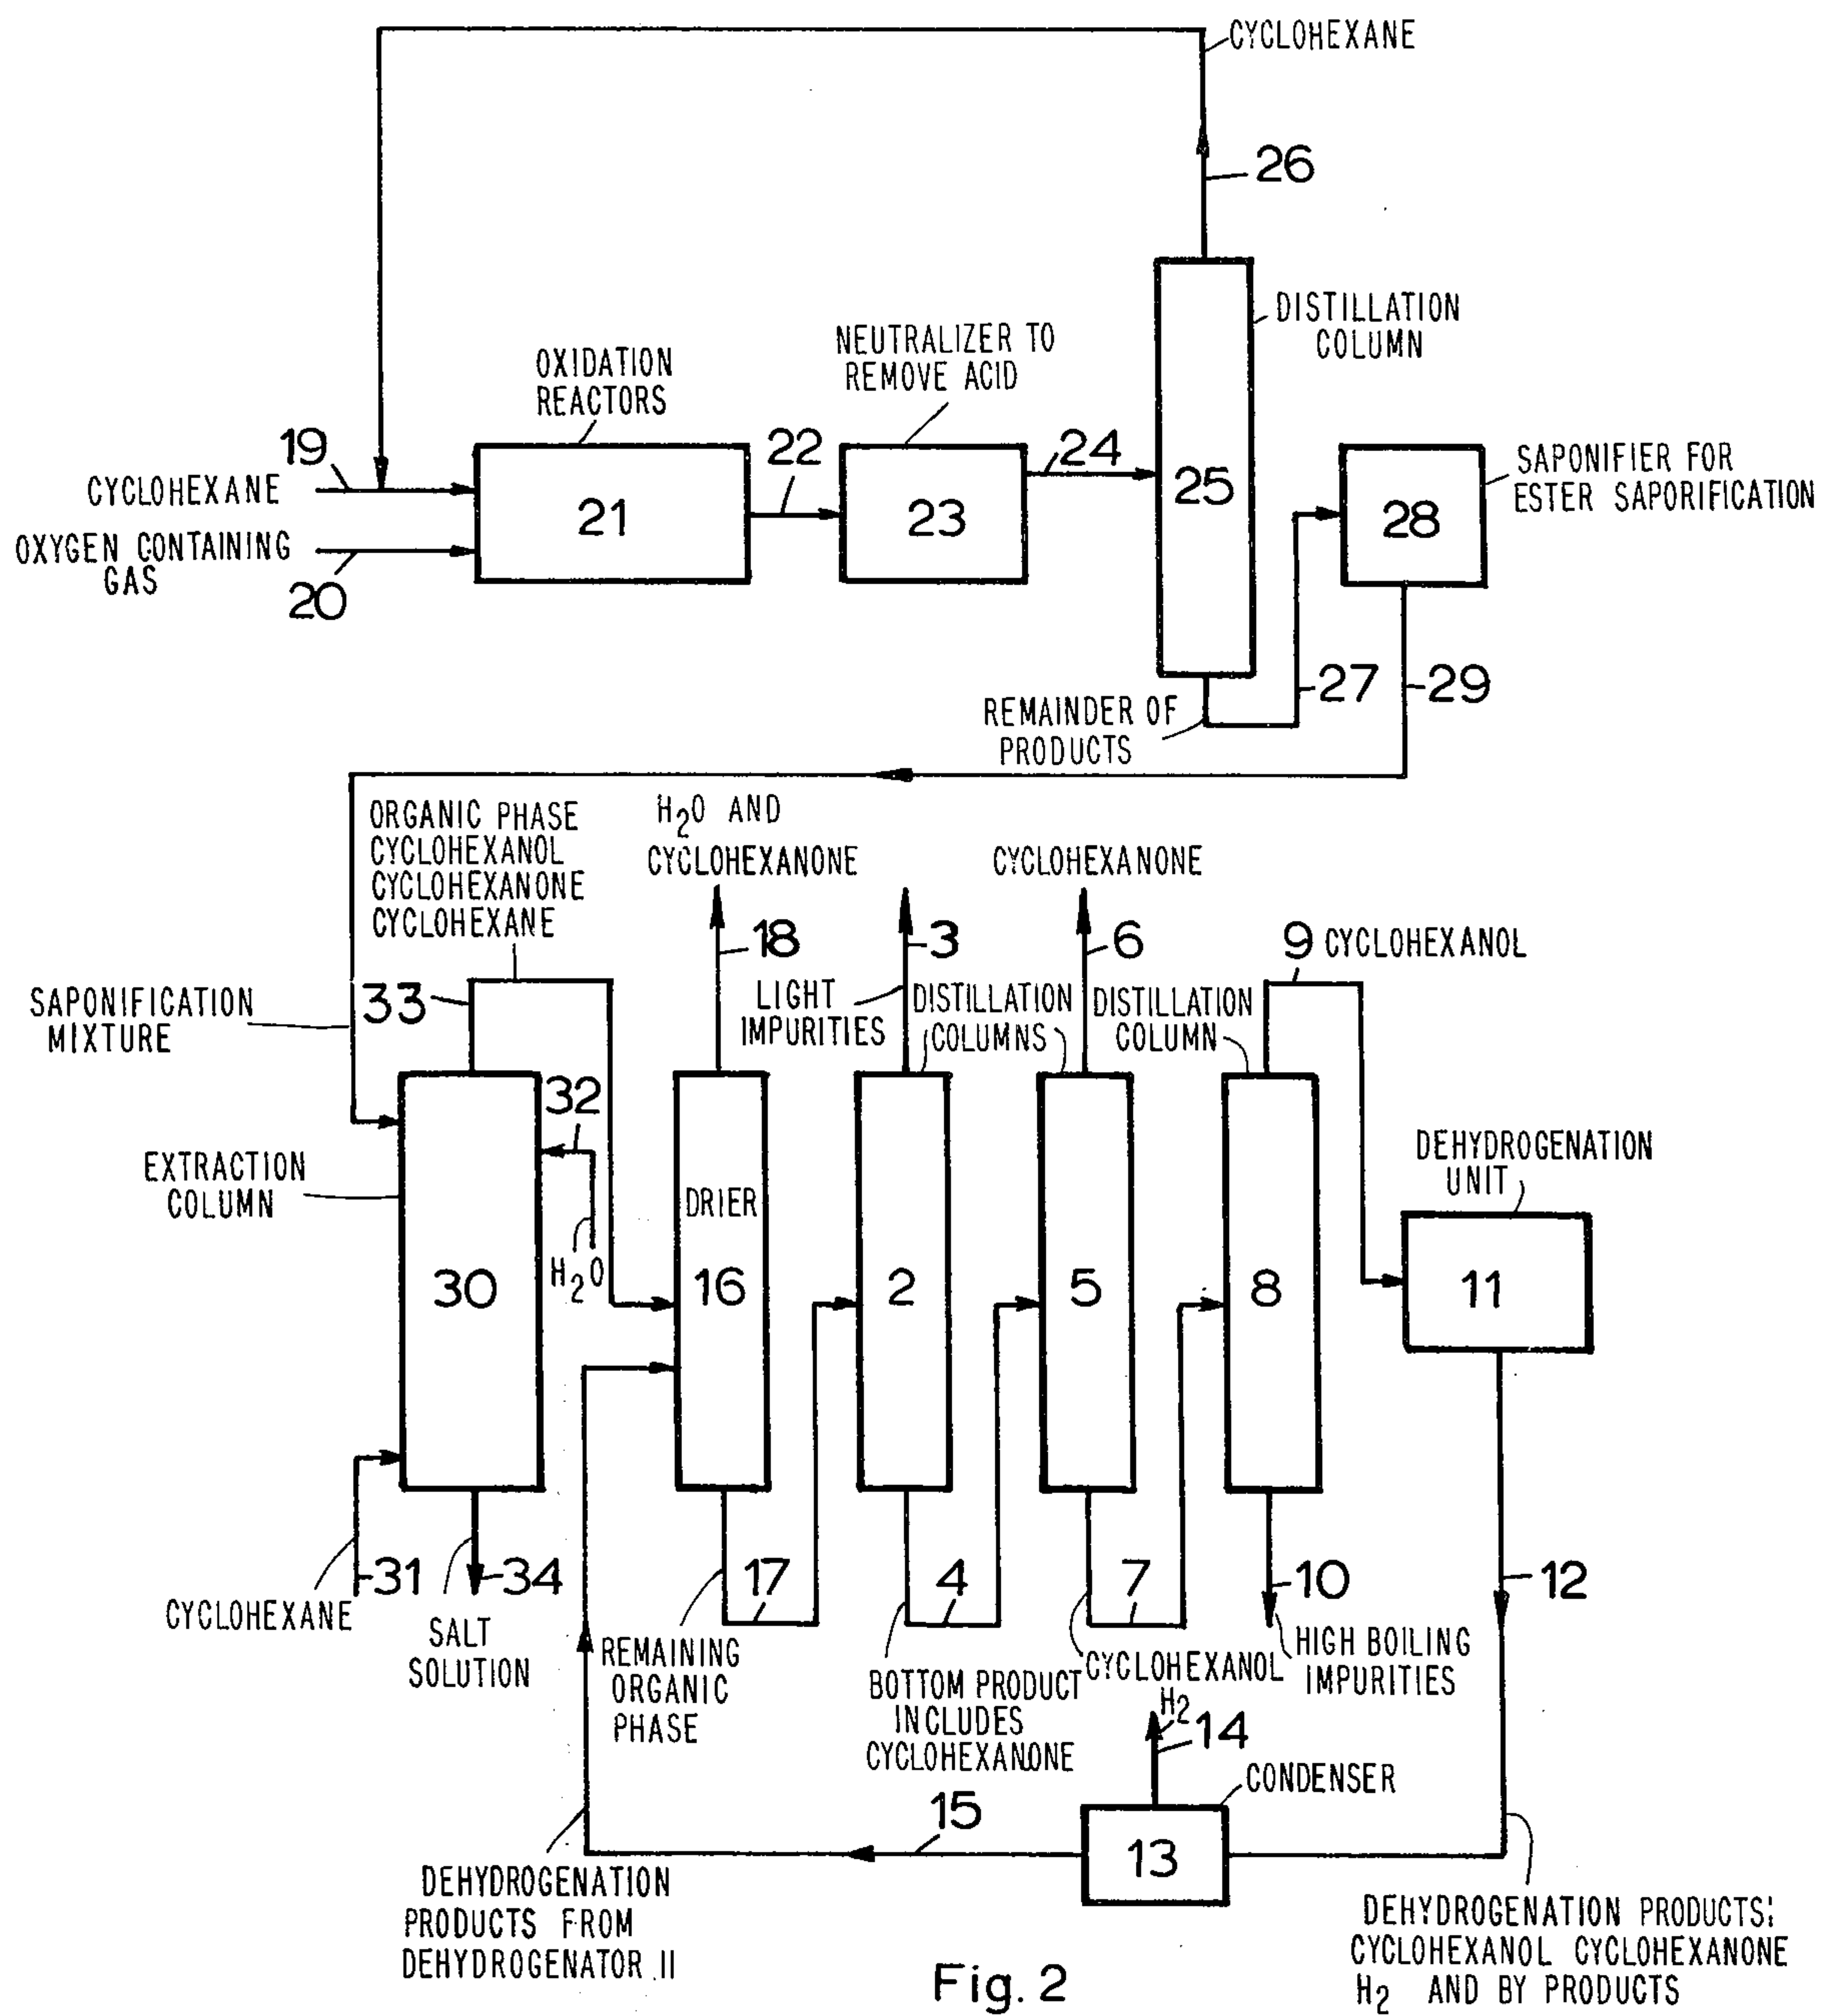 CYCLOHEXANE
26
DISTILLATION
COLUMN
NEUTRALIZER TO
REMOVE ACID
OXIDATION
REACTORS
19
22
24
CYCLOHEXANE
21
23
25
28
SAPONIFIER FOR
ESTER SAPORIFICATION
OXYGEN CONTAINING
GAS
20
27
29
REMAINDER OF
PRODUCTS
ORGANIC PHASE
CYCLOHEXANOL
CYCLOHEXANONE
CYCLOHEXANE
H2O AND
CYCLOHEXANONE
CYCLOHEXANONE
18
3
6
9 CYCLOHEXANOL
SAPONIFICATION
MIXTURE
33
LIGHT
IMPURITIES
DISTILLATION
COLUMNS
DISTILLATION
COLUMN
32
EXTRACTION
COLUMN
H2O
DRIER
DEHYDROGENATION
UNIT
30
16
2
5
8
11
31
34
17
4
7
10
12
CYCLOHEXANE
SALT
SOLUTION
REMAINING
ORGANIC
PHASE
BOTTOM PRODUCT
INCLUDES
CYCLOHEXANONE
CYCLOHEXANOL
HIGH BOILING
IMPURITIES
H2
14
CONDENSER
15
13
DEHYDROGENATION
PRODUCTS FROM
DEHYDROGENATOR II
DEHYDROGENATION PRODUCTS:
CYCLOHEXANOL CYCLOHEXANONE
H2 AND BY PRODUCTS
Fig. 2